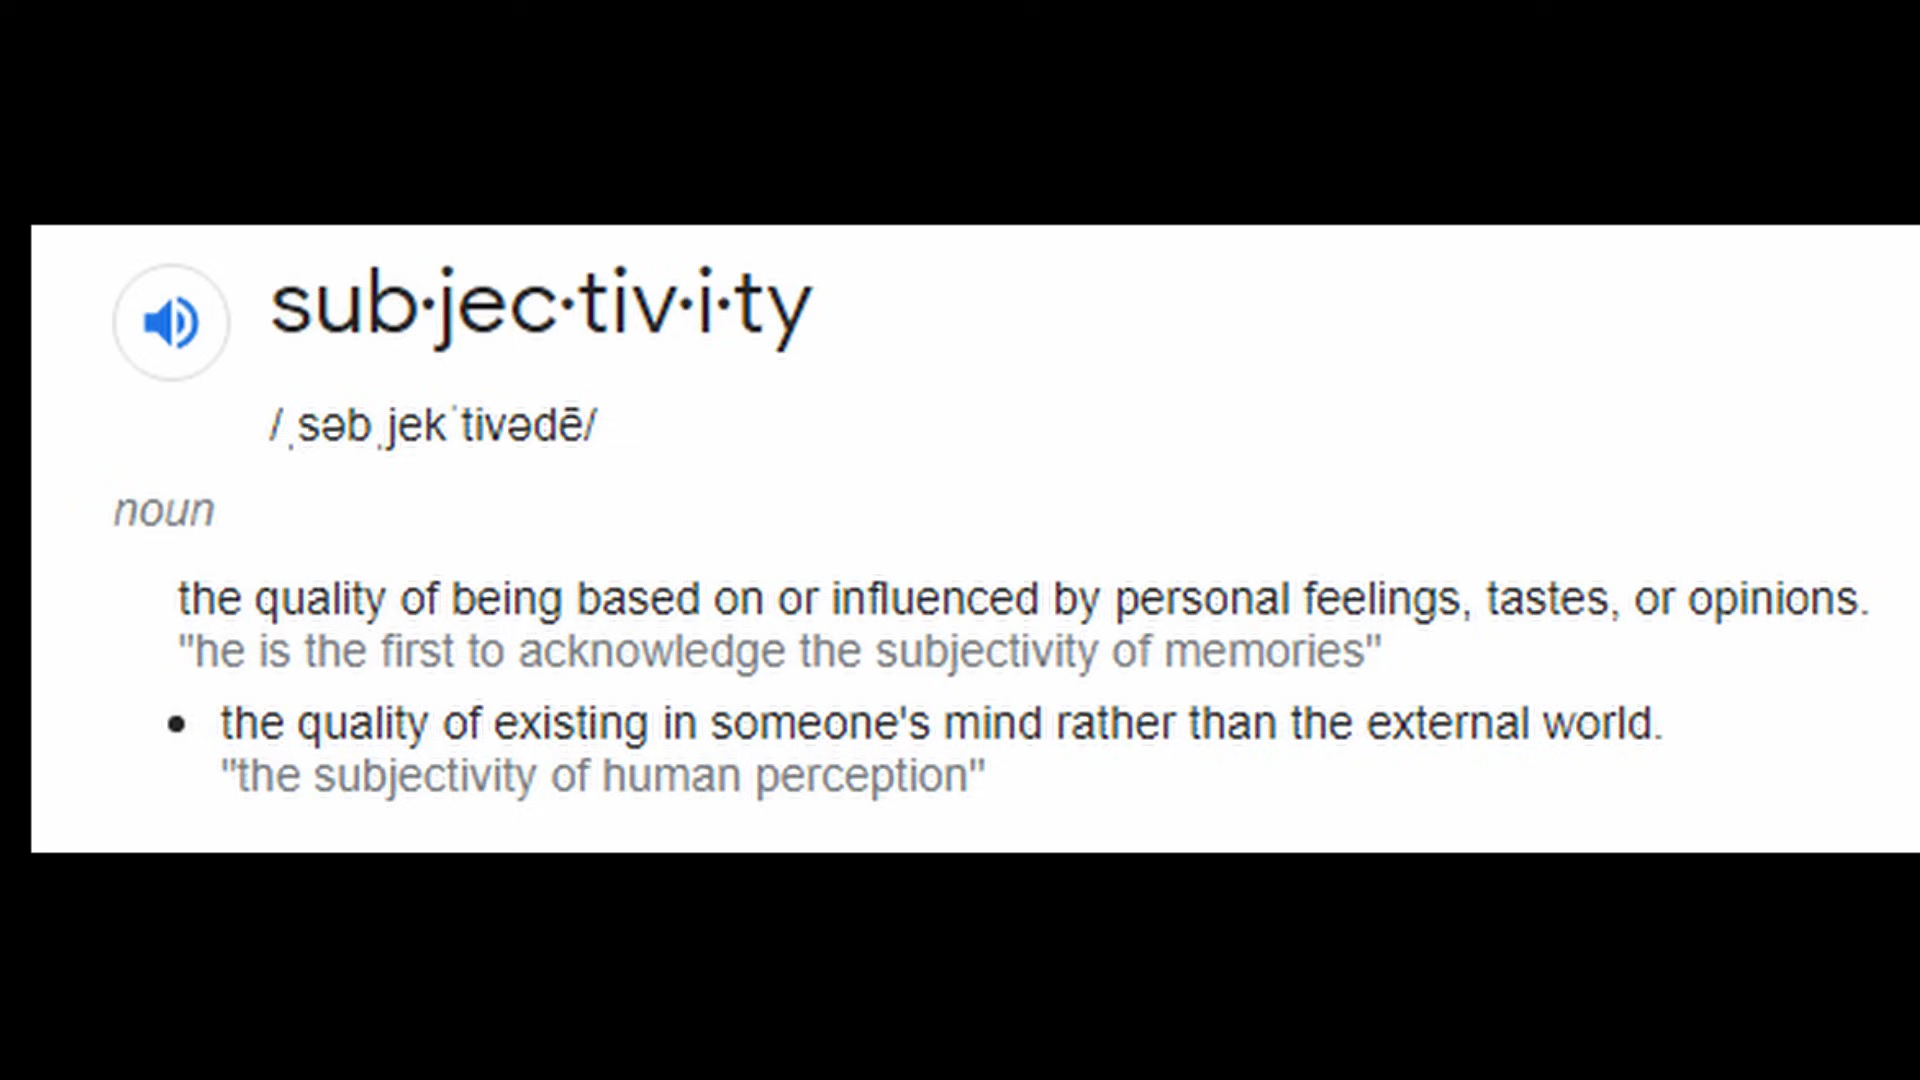 sub·jec·tiv·i·ty
/ˌsəbˌjekˈtivədē/
noun
the quality of being based on or influenced by personal feelings, tastes, or opinions.
"he is the first to acknowledge the subjectivity of memories"
• the quality of existing in someone's mind rather than the external world.
"the subjectivity of human perception"